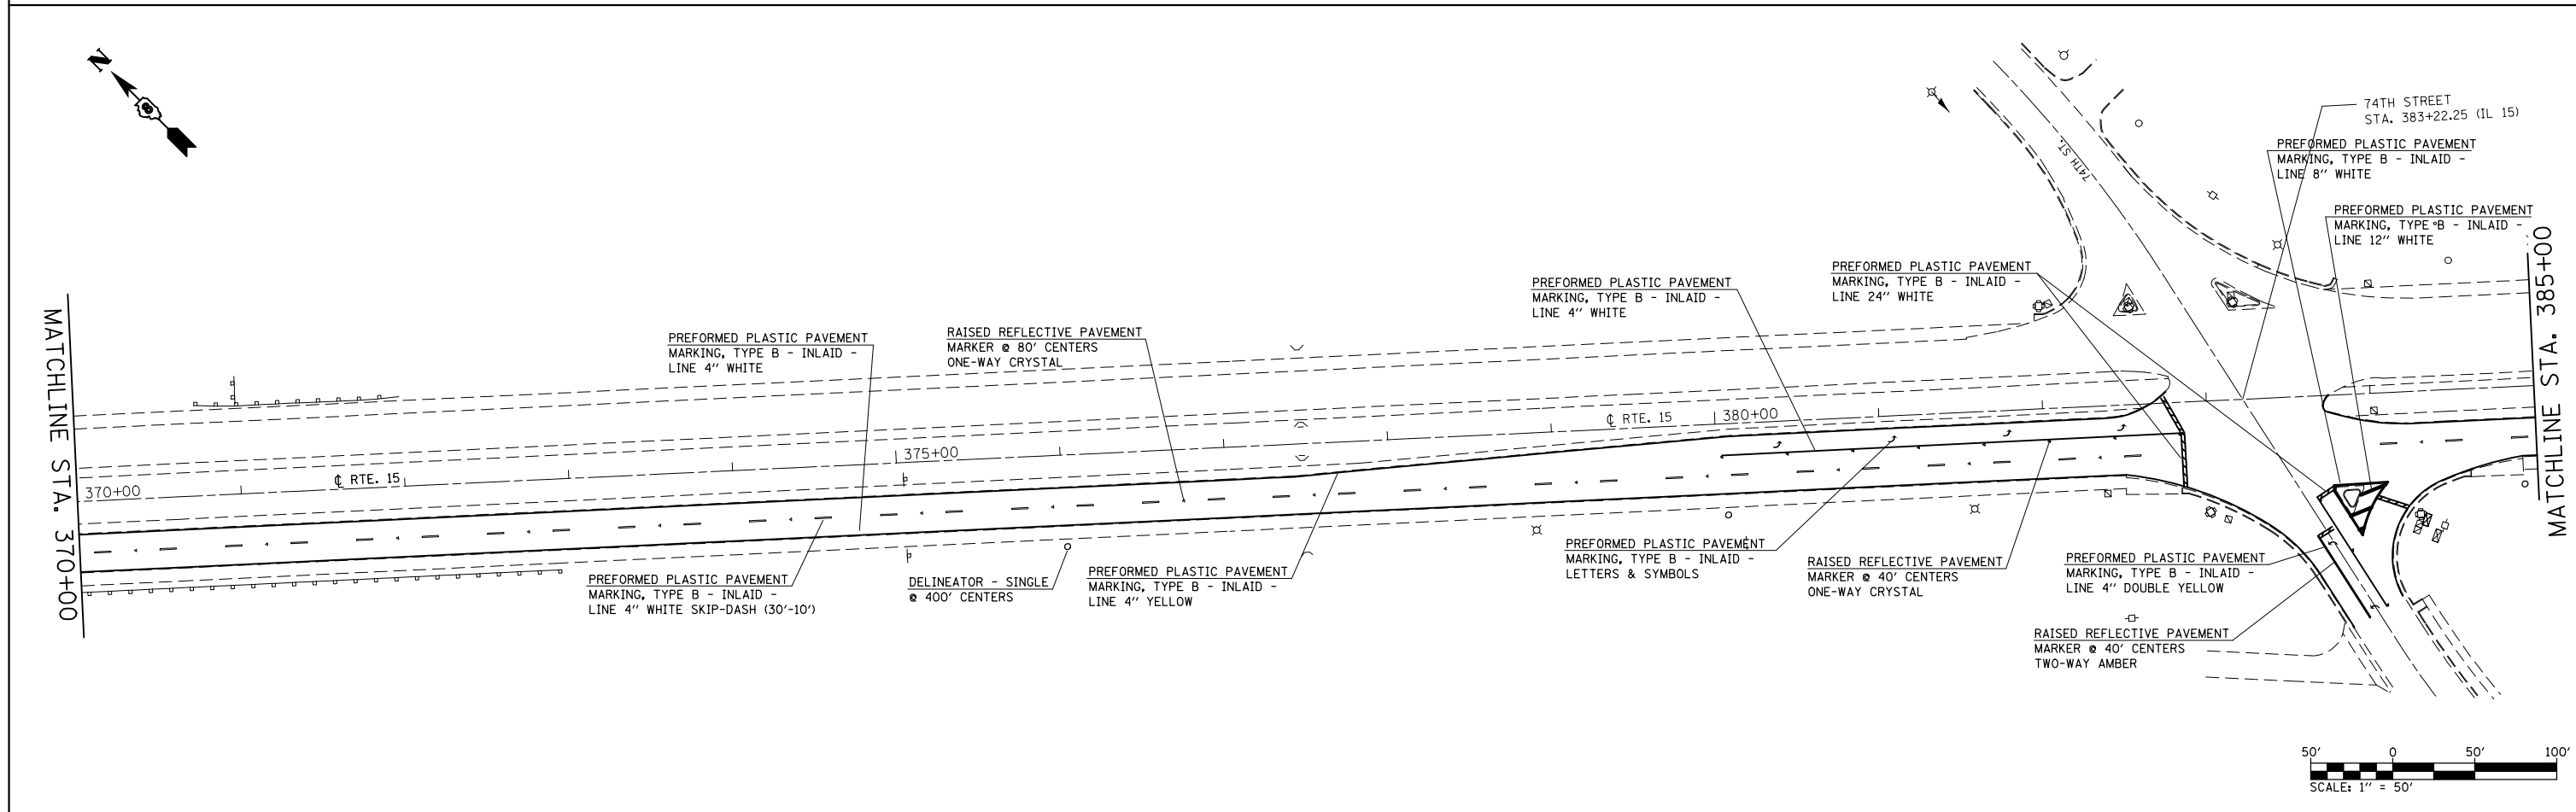 N
74TH STREET
STA. 383+22.25 (IL 15)
PREFORMED PLASTIC PAVEMENT
MARKING, TYPE B - INLAID -
LINE 8" WHITE
74TH ST.
PREFORMED PLASTIC PAVEMENT
MARKING, TYPE B - INLAID -
LINE 12" WHITE
PREFORMED PLASTIC PAVEMENT
MARKING, TYPE B - INLAID -
LINE 24" WHITE
PREFORMED PLASTIC PAVEMENT
MARKING, TYPE B - INLAID -
LINE 4" WHITE
RAISED REFLECTIVE PAVEMENT
MARKER @ 80' CENTERS
ONE-WAY CRYSTAL
PREFORMED PLASTIC PAVEMENT
MARKING, TYPE B - INLAID -
LINE 4" WHITE
MATCHLINE STA. 370+00
MATCHLINE STA. 385+00
370+00
℄ RTE. 15
375+00
℄ RTE. 15
380+00
PREFORMED PLASTIC PAVEMENT
MARKING, TYPE B - INLAID -
LINE 4" WHITE SKIP-DASH (30'-10')
DELINEATOR - SINGLE
@ 400' CENTERS
PREFORMED PLASTIC PAVEMENT
MARKING, TYPE B - INLAID -
LINE 4" YELLOW
PREFORMED PLASTIC PAVEMENT
MARKING, TYPE B - INLAID -
LETTERS & SYMBOLS
RAISED REFLECTIVE PAVEMENT
MARKER @ 40' CENTERS
ONE-WAY CRYSTAL
PREFORMED PLASTIC PAVEMENT
MARKING, TYPE B - INLAID -
LINE 4" DOUBLE YELLOW
RAISED REFLECTIVE PAVEMENT
MARKER @ 40' CENTERS
TWO-WAY AMBER
50' 0 50' 100'
SCALE: 1" = 50'